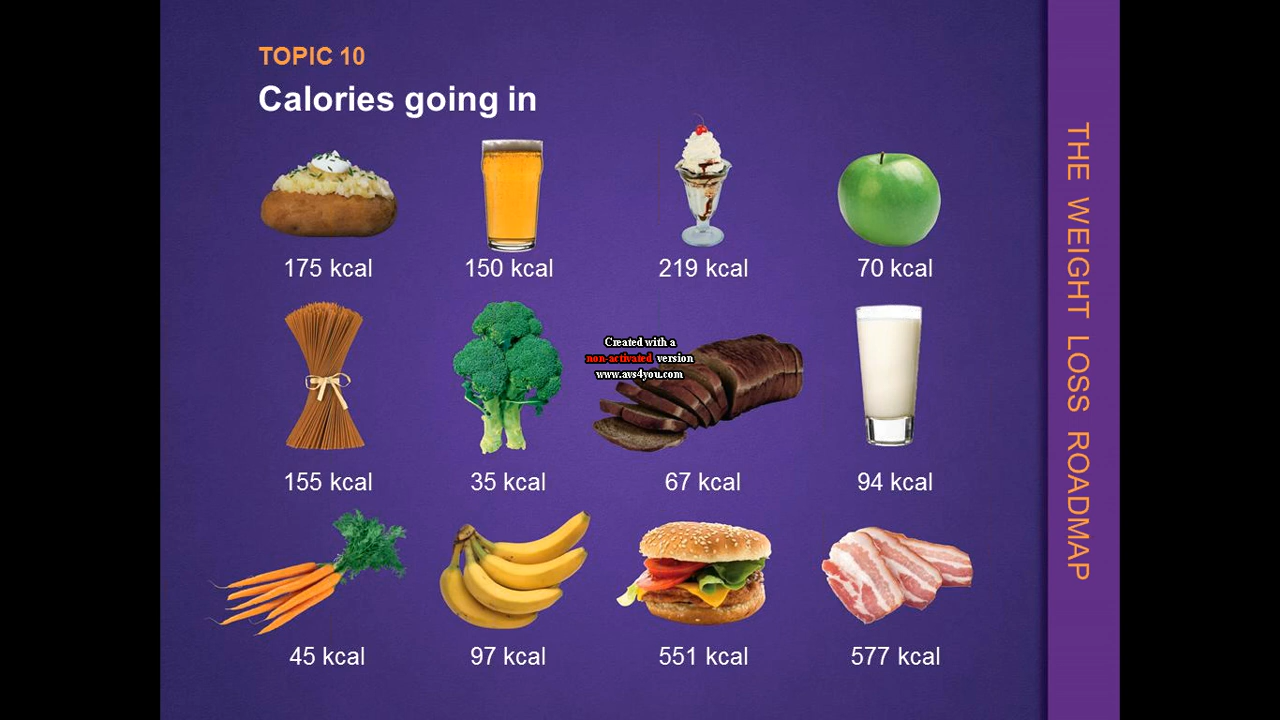 TOPIC 10
Calories going in
175 kcal
150 kcal
219 kcal
70 kcal
Created with a
non-activated version
www.avs4you.com
155 kcal
35 kcal
67 kcal
94 kcal
45 kcal
97 kcal
551 kcal
577 kcal
THE WEIGHT LOSS ROADMAP